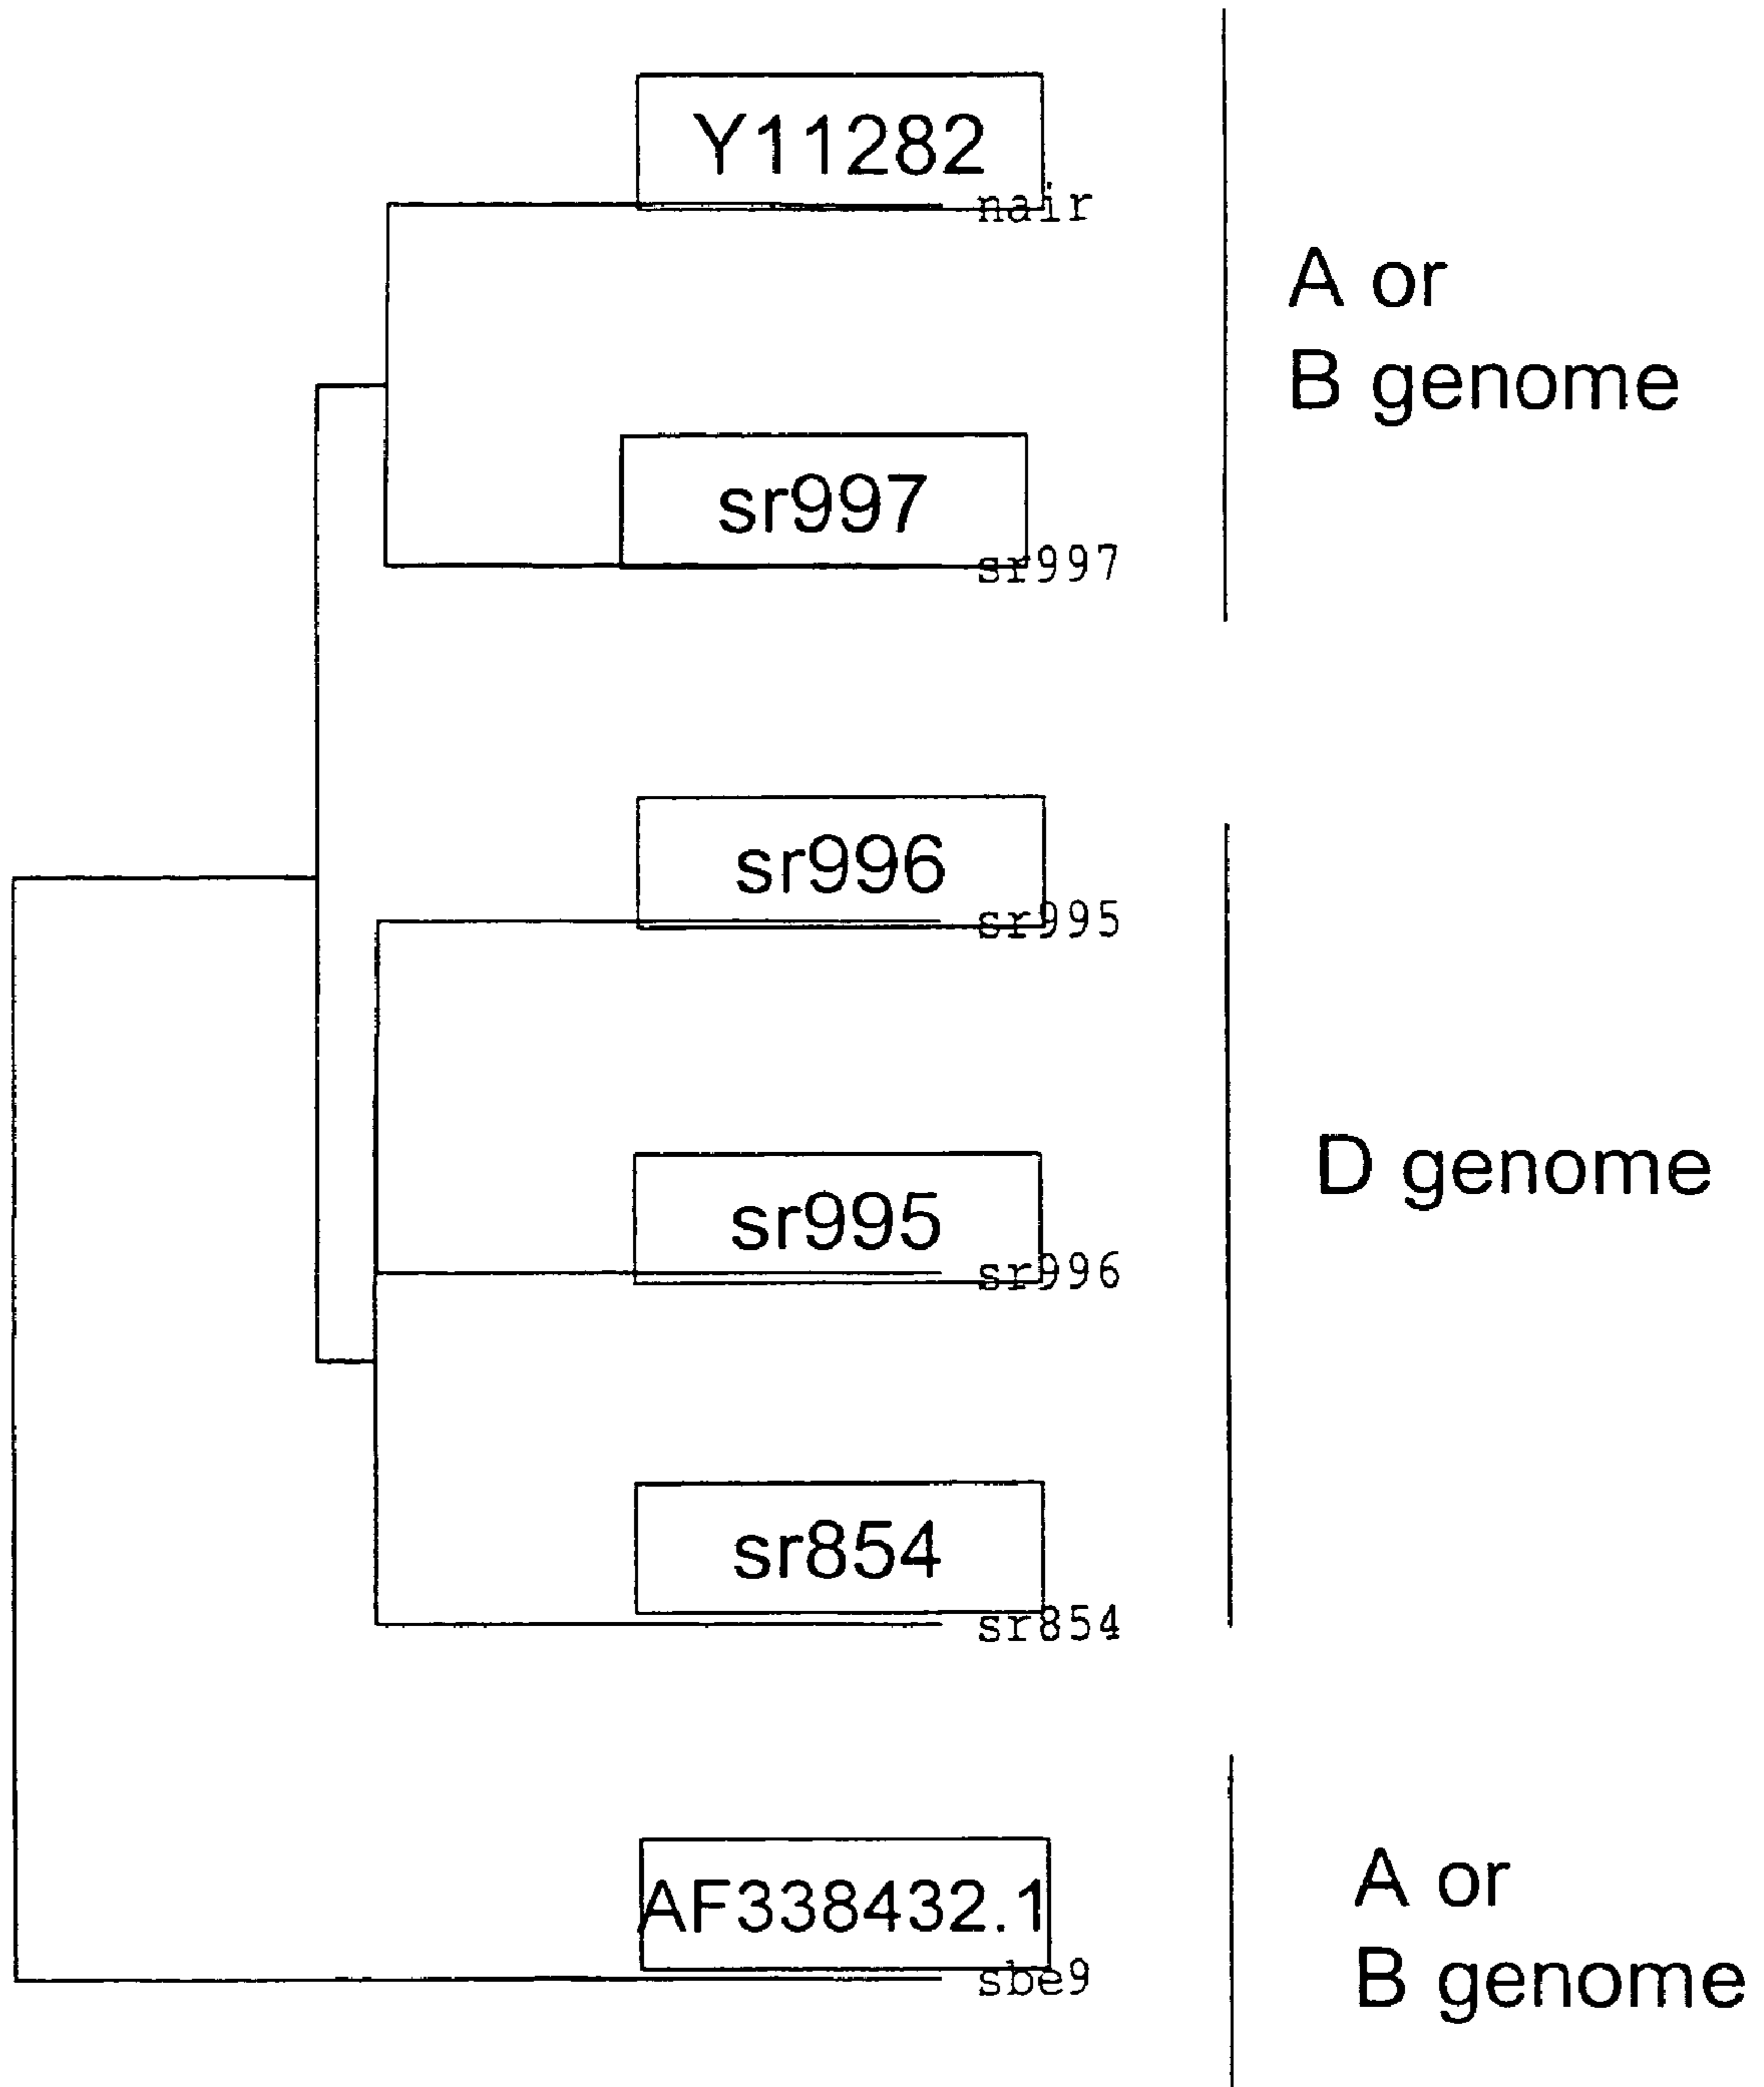 Y11282
nair
A or
B genome
sr997
sr997
sr996
sr995
D genome
sr995
sr996
sr854
sr854
AF338432.1
sbe9
A or
B genome